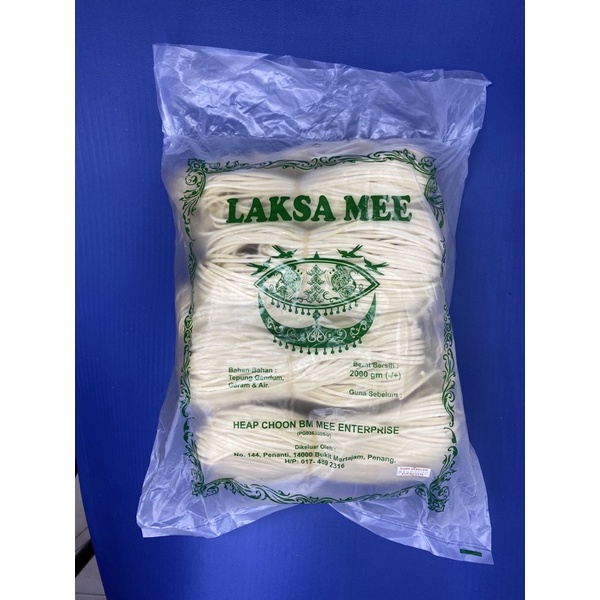 LAKSA MEE
Bahan Bahan :
Tepung Gandum,
Garam & Air.
Berat Bersih :
2000 gm (-/+)
Guna Sebelum :
HEAP CHOON BM MEE ENTERPRISE
Dikeluar Oleh :
No. 144, Penanti, 14000 Bukit Mertajam, Penang.
H/P: 017- 489 2316